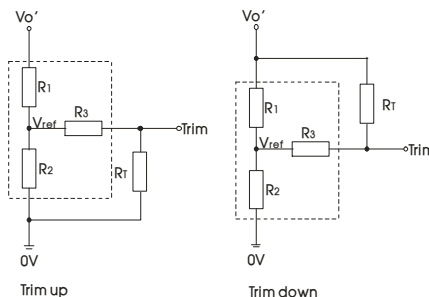 Vo'
R1
Vref
R3
Trim
R2
RT
0V
Trim up
Vo'
R1
RT
Vref
R3
Trim
R2
0V
Trim down